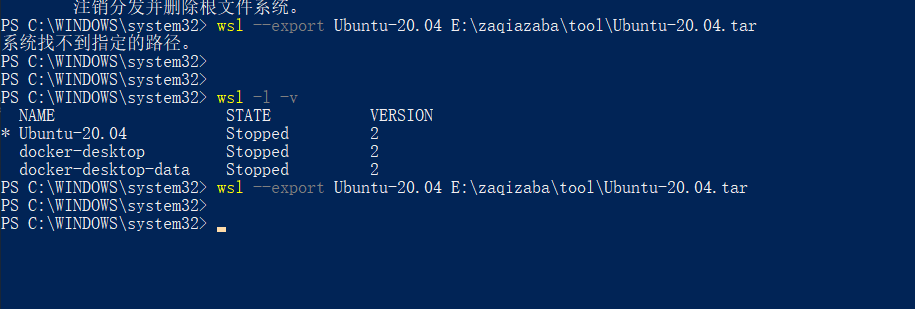 注销分发并删除根文件系统。
PS C:\WINDOWS\system32> wsl --export Ubuntu-20.04 E:\zaqizaba\tool\Ubuntu-20.04.tar
系统找不到指定的路径。
PS C:\WINDOWS\system32>
PS C:\WINDOWS\system32>
PS C:\WINDOWS\system32> wsl -l -v
  NAME                   STATE           VERSION
* Ubuntu-20.04           Stopped         2
  docker-desktop         Stopped         2
  docker-desktop-data    Stopped         2
PS C:\WINDOWS\system32> wsl --export Ubuntu-20.04 E:\zaqizaba\tool\Ubuntu-20.04.tar
PS C:\WINDOWS\system32>
PS C:\WINDOWS\system32>